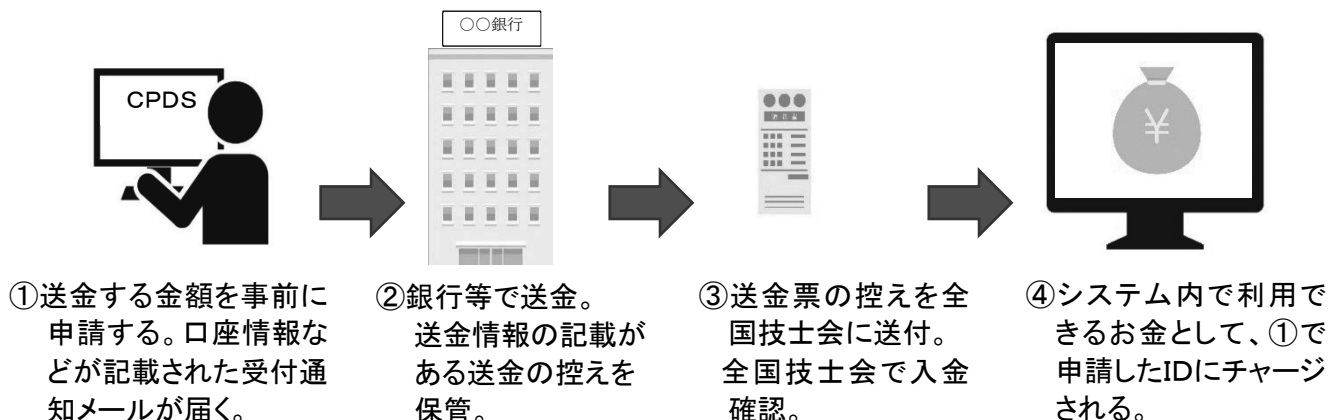 ○○銀行
CPDS
¥
①送金する金額を事前に
申請する。口座情報な
どが記載された受付通
知メールが届く。
②銀行等で送金。
送金情報の記載が
ある送金の控えを
保管。
③送金票の控えを全
国技士会に送付。
全国技士会で入金
確認。
④システム内で利用で
きるお金として、①で
申請したIDにチャージ
される。